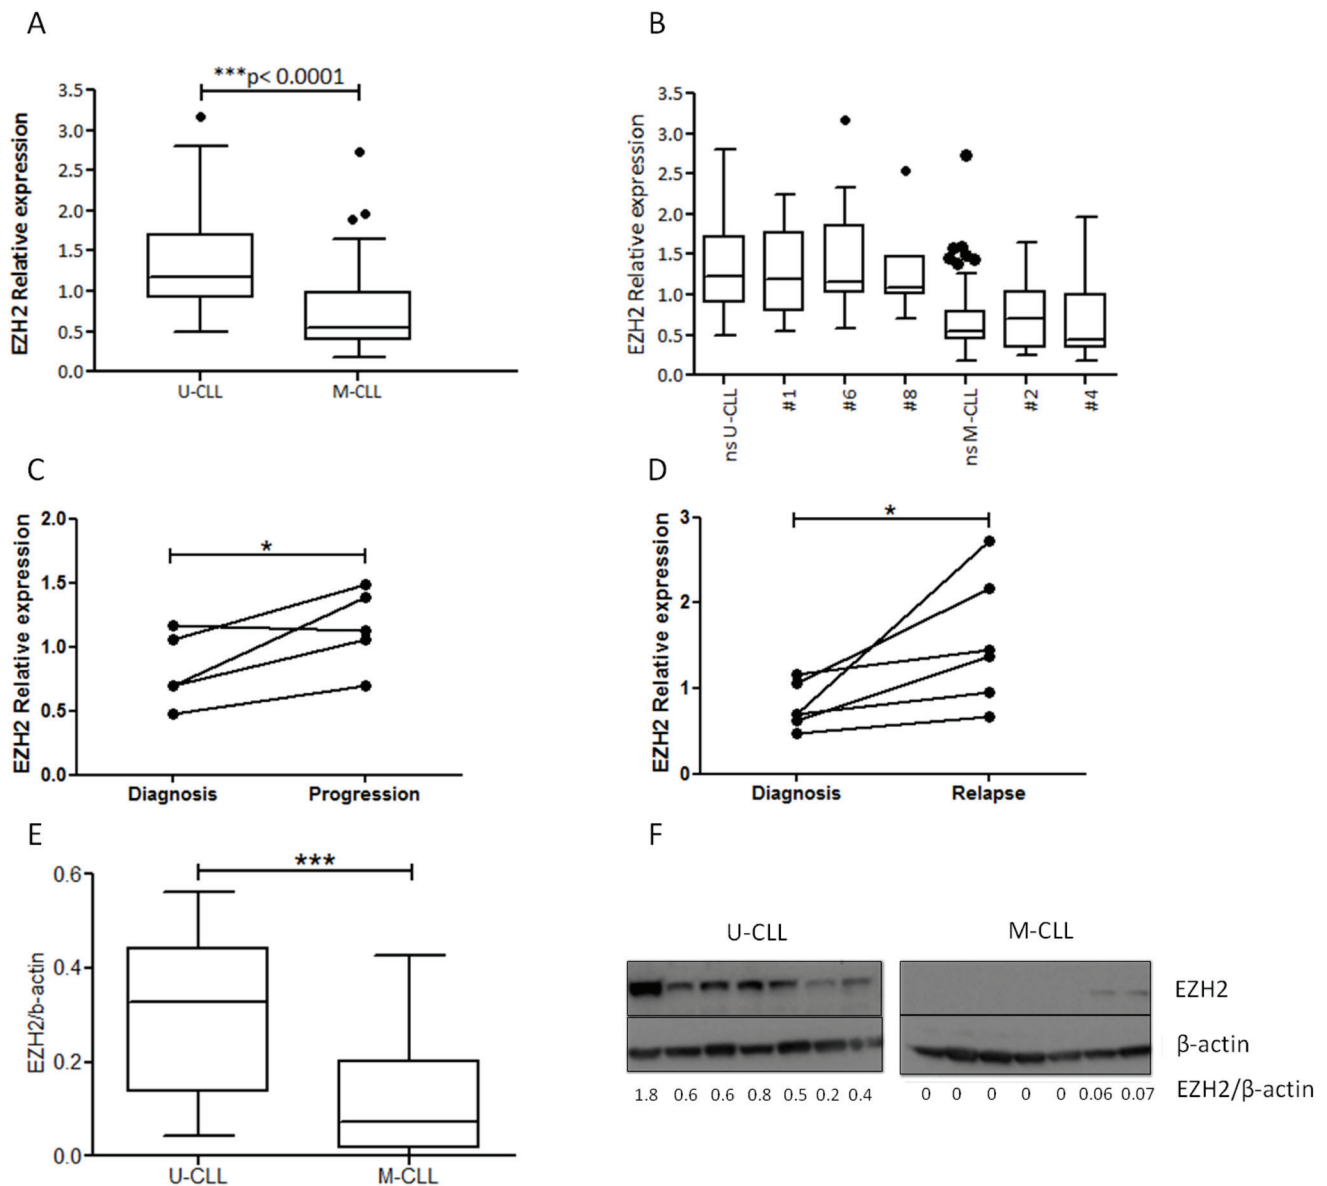 A
***p< 0.0001
EZH2 Relative expression
3.5
3.0
2.5
2.0
1.5
1.0
0.5
0.0
U-CLL
M-CLL
B
EZH2 Relative expression
3.5
3.0
2.5
2.0
1.5
1.0
0.5
0.0
ns U-CLL
#1
#6
#8
ns M-CLL
#2
#4
C
*
EZH2 Relative expression
2.0
1.5
1.0
0.5
0.0
Diagnosis
Progression
D
*
EZH2 Relative expression
3
2
1
0
Diagnosis
Relapse
E
***
EZH2/b-actin
0.6
0.4
0.2
0.0
U-CLL
M-CLL
F
U-CLL
M-CLL
EZH2
β-actin
1.8 0.6 0.6 0.8 0.5 0.2 0.4 0 0 0 0 0 0.06 0.07 EZH2/β-actin